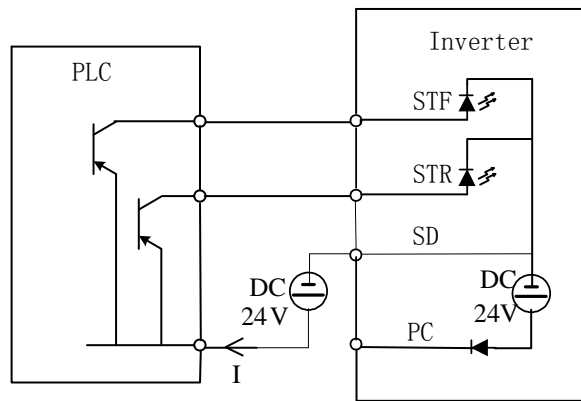 Inverter
PLC
STF
STR
SD
DC
24V
DC
24V
PC
I